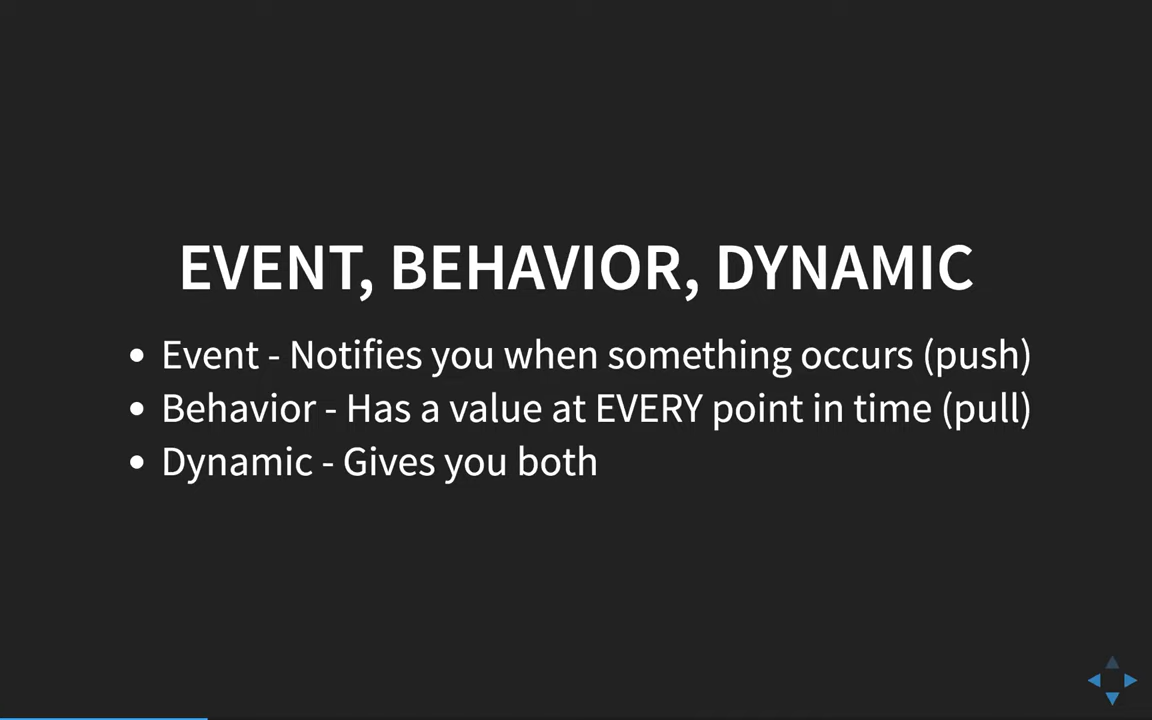 EVENT, BEHAVIOR, DYNAMIC
• Event - Notifies you when something occurs (push)
• Behavior - Has a value at EVERY point in time (pull)
• Dynamic - Gives you both